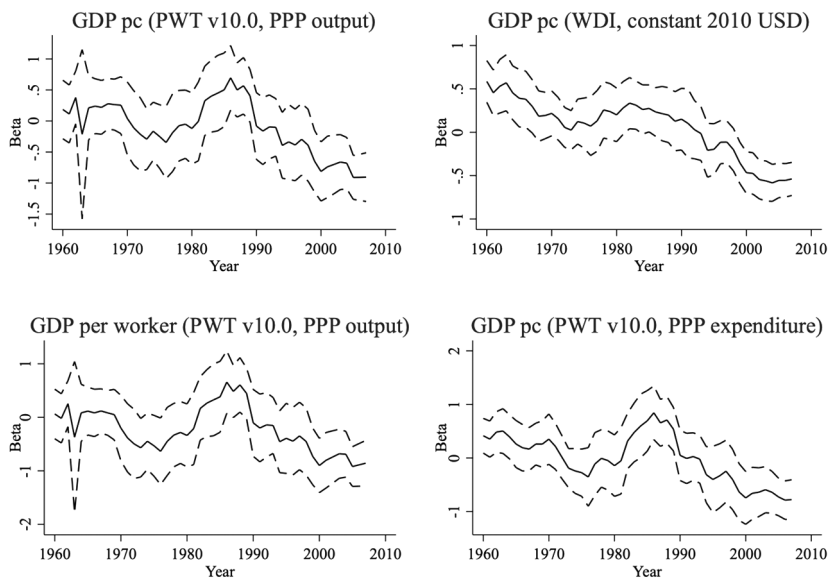 GDP pc (PWT v10.0, PPP output)
Beta
1
.5
0
-.5
-1
-1.5
1960 1970 1980 1990 2000 2010
Year
GDP pc (WDI, constant 2010 USD)
Beta
1
.5
0
-.5
-1
1960 1970 1980 1990 2000 2010
Year
GDP per worker (PWT v10.0, PPP output)
Beta
1
0
-1
-2
1960 1970 1980 1990 2000 2010
Year
GDP pc (PWT v10.0, PPP expenditure)
Beta
2
1
0
-1
1960 1970 1980 1990 2000 2010
Year